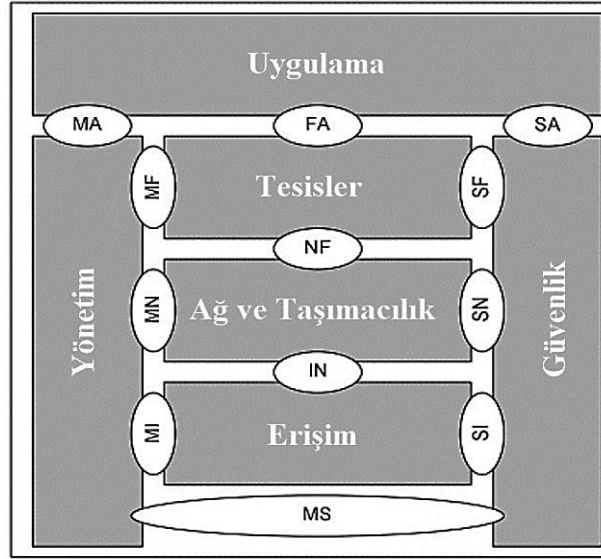 Uygulama
MA
FA
SA
MF
Tesisler
SF
NF
Yönetim
MN
Ağ ve Taşımacılık
SN
Güvenlik
IN
MI
Erişim
SI
MS